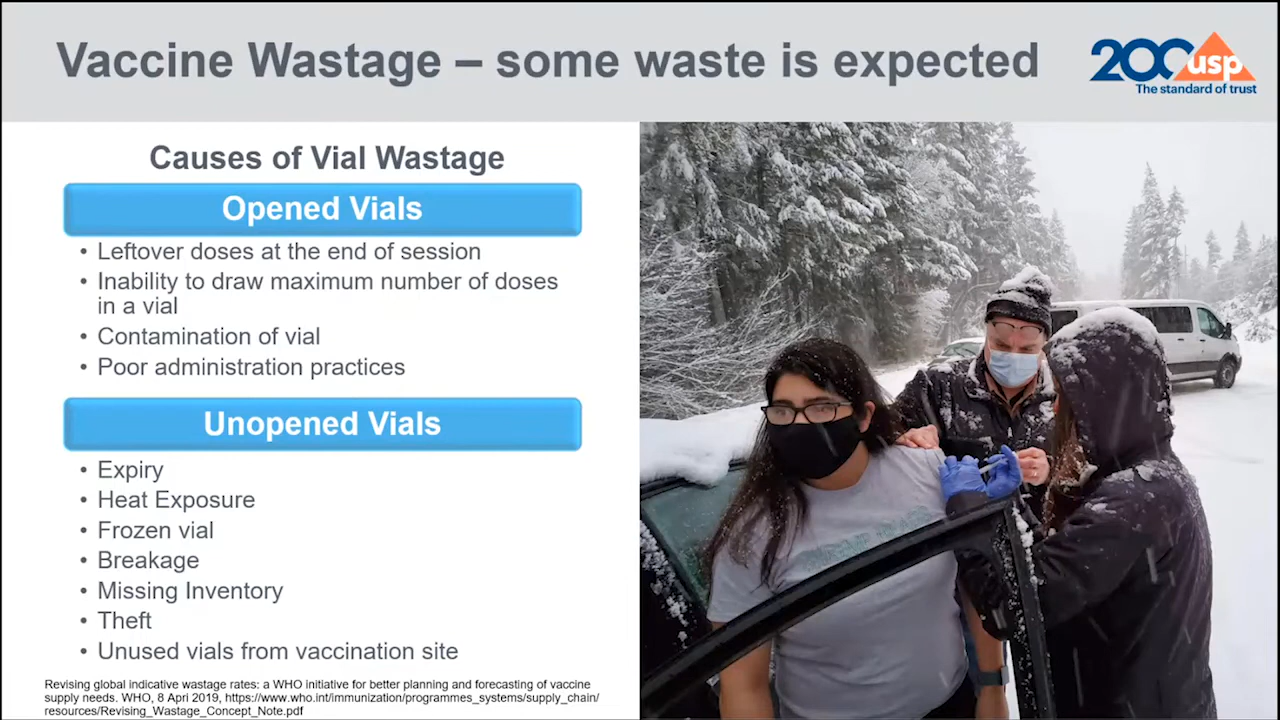 Vaccine Wastage – some waste is expected
200 usp
The standard of trust
Causes of Vial Wastage
Opened Vials
• Leftover doses at the end of session
• Inability to draw maximum number of doses
in a vial
• Contamination of vial
• Poor administration practices
Unopened Vials
• Expiry
• Heat Exposure
• Frozen vial
• Breakage
• Missing Inventory
• Theft
• Unused vials from vaccination site
Revising global indicative wastage rates: a WHO initiative for better planning and forecasting of vaccine
supply needs. WHO, 8 Apri 2019, https://www.who.int/immunization/programmes_systems/supply_chain/
resources/Revising_Wastage_Concept_Note.pdf